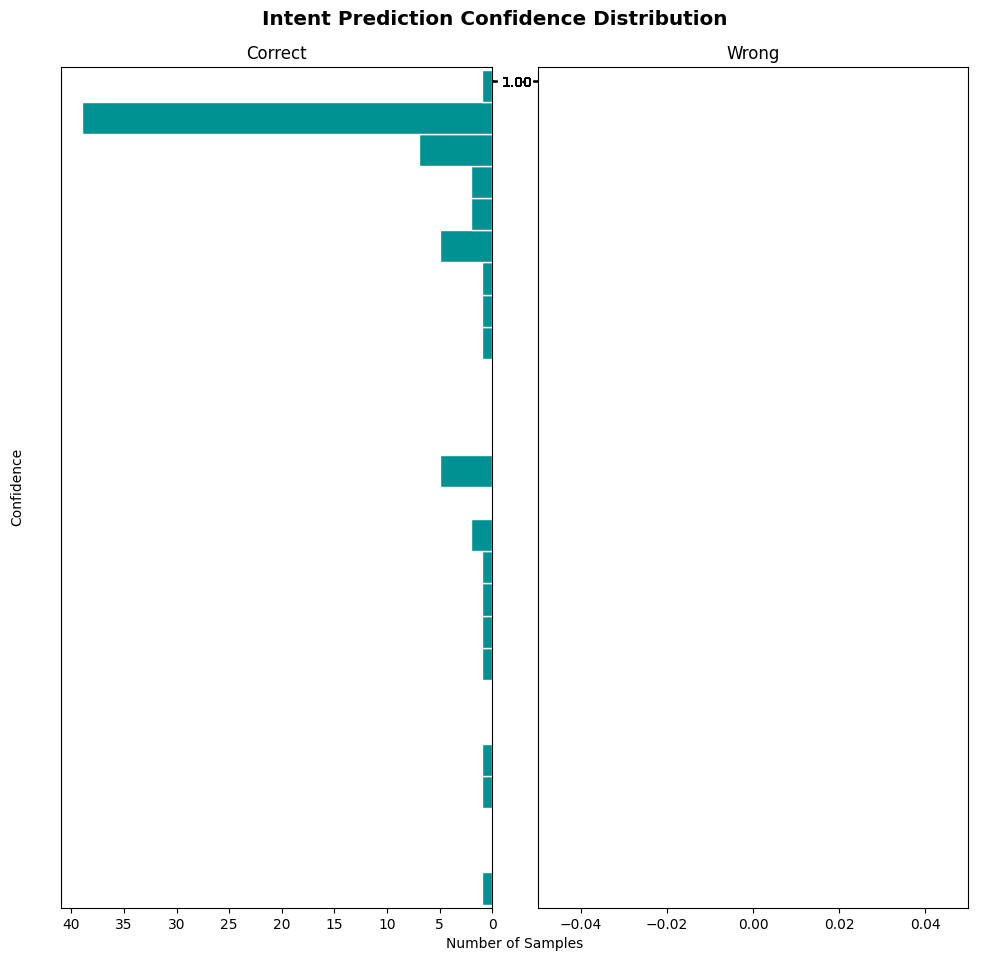 Intent Prediction Confidence Distribution
Correct
Wrong
1.00
Confidence
40 35 30 25 20 15 10 5 0
−0.04 −0.02 0.00 0.02 0.04
Number of Samples